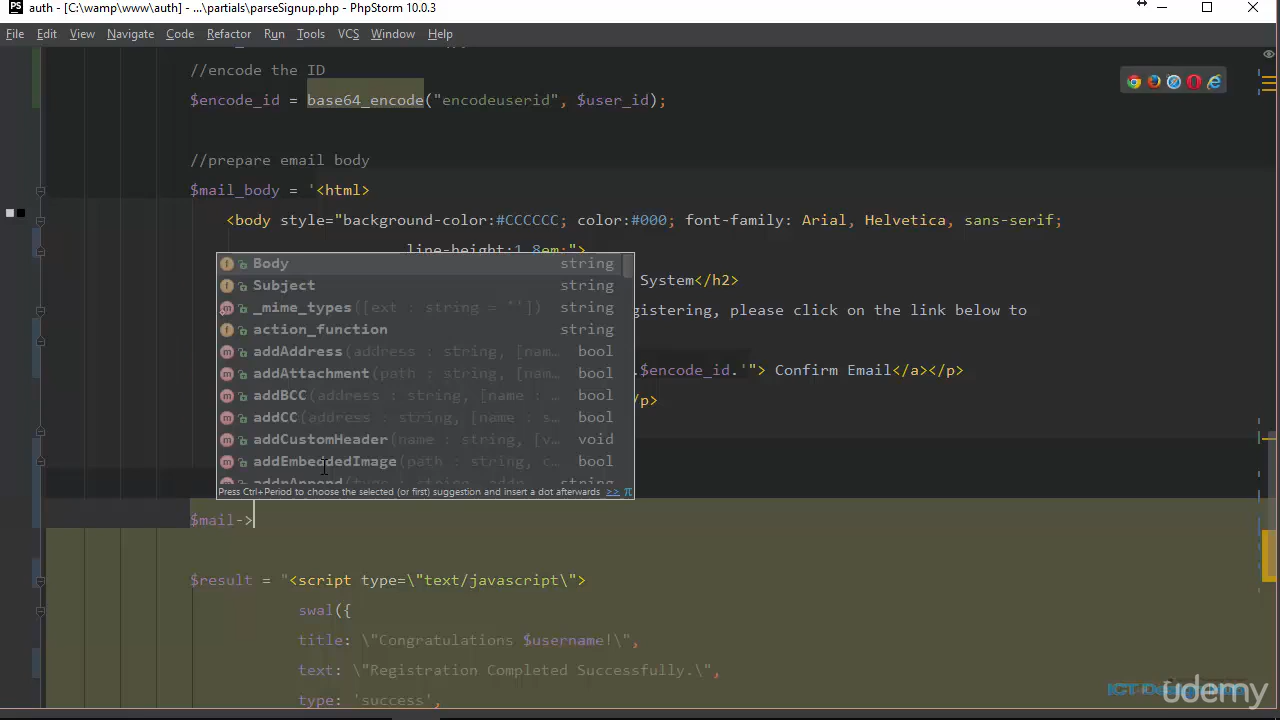 auth - [C:\wamp\www\auth] - ...\partials\parseSignup.php - PhpStorm 10.0.3
File Edit View Navigate Code Refactor Run Tools VCS Window Help
//encode the ID
$encode_id = base64_encode("encodeuserid", $user_id);
//prepare email body
$mail_body = '<html>
<body style="background-color:#CCCCCC; color:#000; font-family: Arial, Helvetica, sans-serif;
line-height:1.8em;">
System</h2>
gistering, please click on the link below to
.$encode_id.'"> Confirm Email</a></p>
/p>
Body string
Subject string
_mime_types([ext : string = "']) string
action_function string
addAddress(address : string, [nam… bool
addAttachment(path : string, [nam… bool
addBCC(address : string, [name : … bool
addCC(address : string, [name : s… bool
addCustomHeader(name : string, [v… void
addEmbeddedImage(path : string, c… bool
Press Ctrl+Period to choose the selected (or first) suggestion and insert a dot afterwards >> π
$mail->
$result = "<script type=\"text/javascript\">
swal({
title: \"Congratulations $username!\",
text: \"Registration Completed Successfully.\",
type: 'success',
udemy